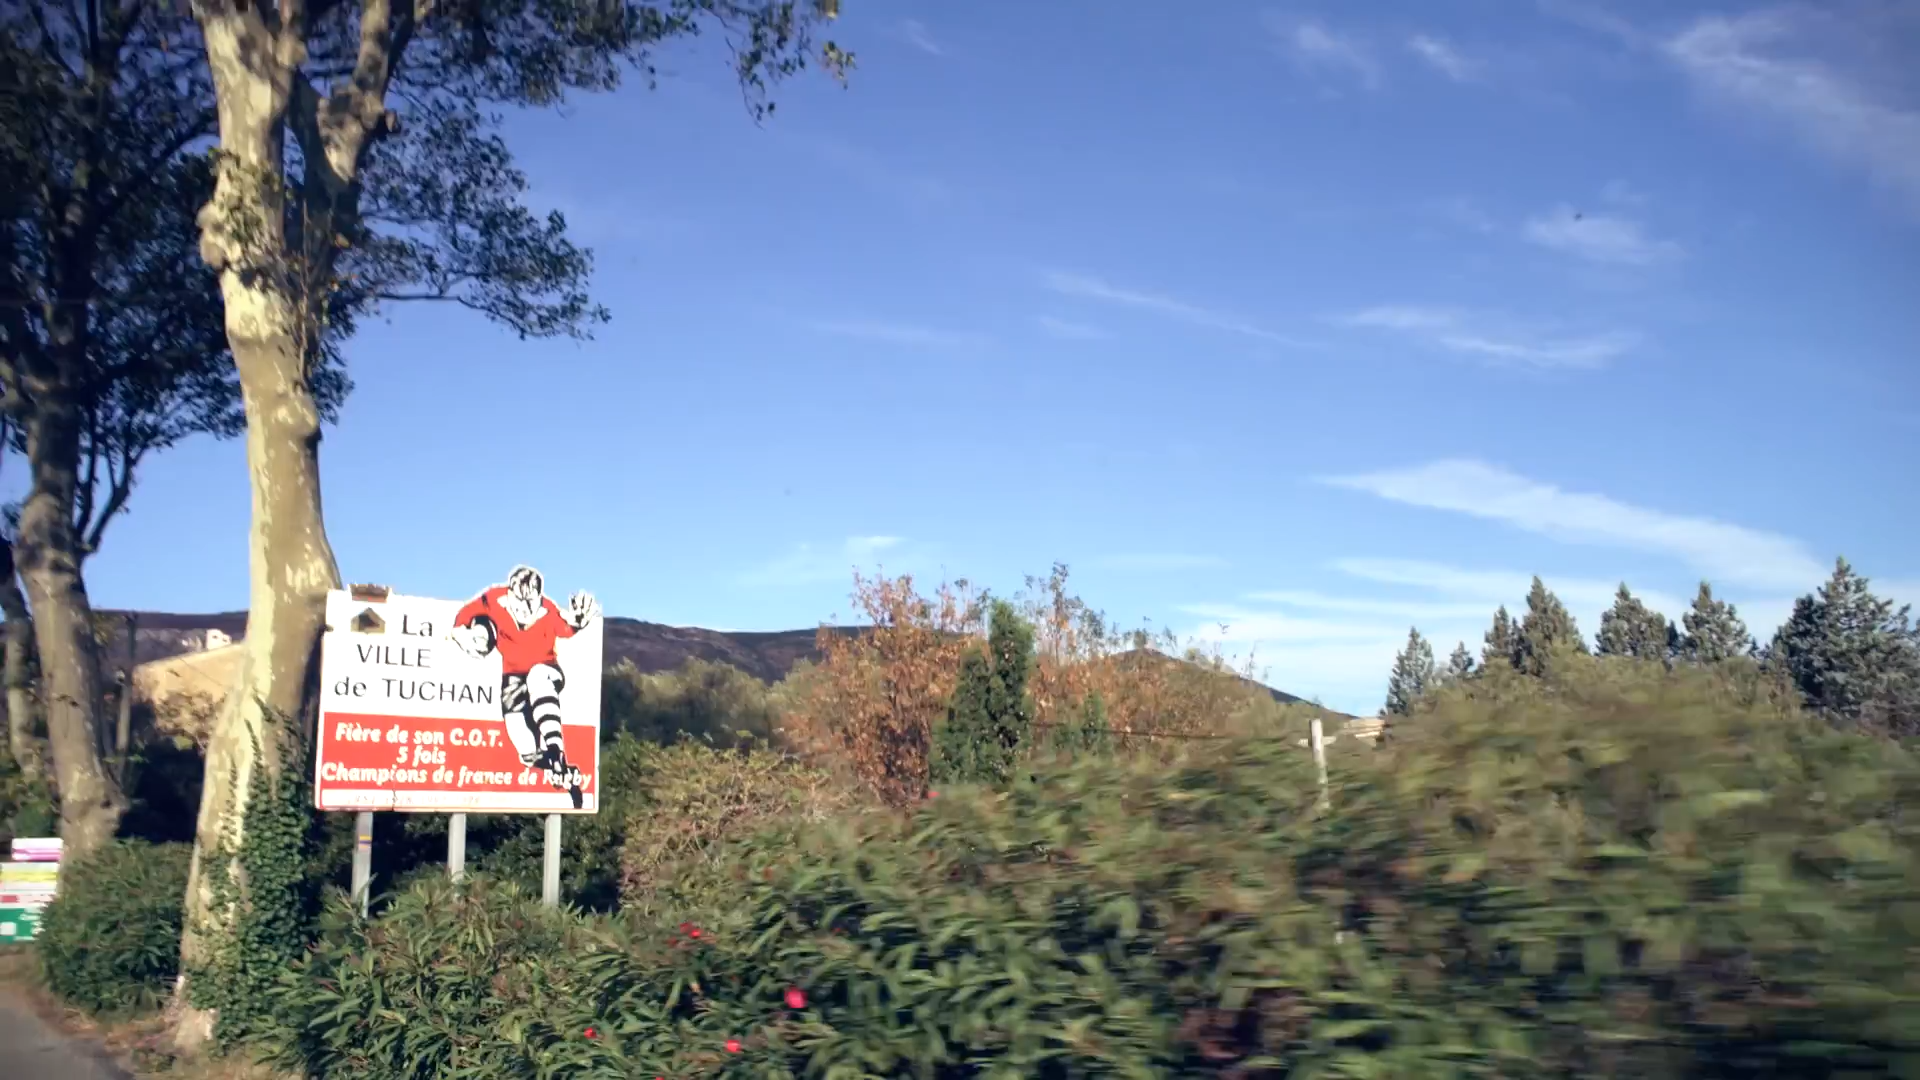 La
VILLE
de TUCHAN
Fière de son C.O.T.
5 fois
Champions de france de Rugby